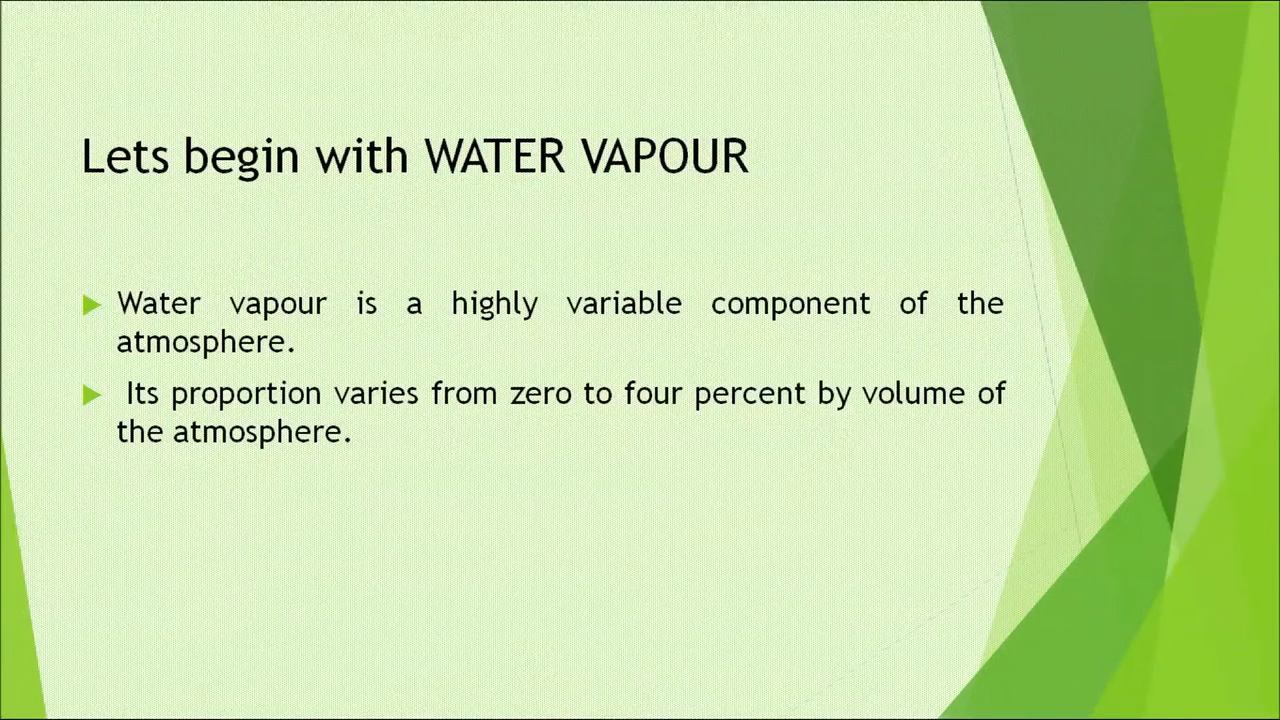 Lets begin with WATER VAPOUR
Water vapour is a highly variable component of the
atmosphere.
Its proportion varies from zero to four percent by volume of
the atmosphere.